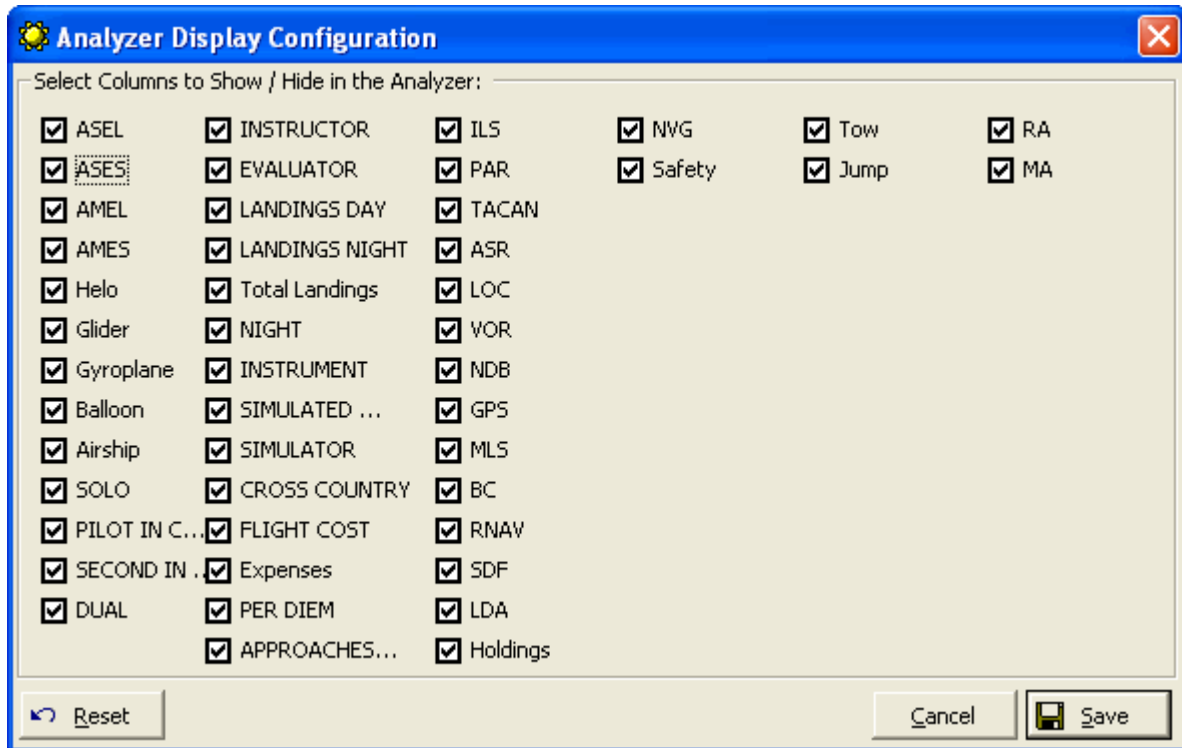 Analyzer Display Configuration
Select Columns to Show / Hide in the Analyzer:
ASEL
ASES
AMEL
AMES
Helo
Glider
Gyroplane
Balloon
Airship
SOLO
PILOT IN C...
SECOND IN ...
DUAL
INSTRUCTOR
EVALUATOR
LANDINGS DAY
LANDINGS NIGHT
Total Landings
NIGHT
INSTRUMENT
SIMULATED ...
SIMULATOR
CROSS COUNTRY
FLIGHT COST
Expenses
PER DIEM
APPROACHES...
ILS
PAR
TACAN
ASR
LOC
VOR
NDB
GPS
MLS
BC
RNAV
SDF
LDA
Holdings
NVG
Safety
Tow
Jump
RA
MA
Reset
Cancel
Save